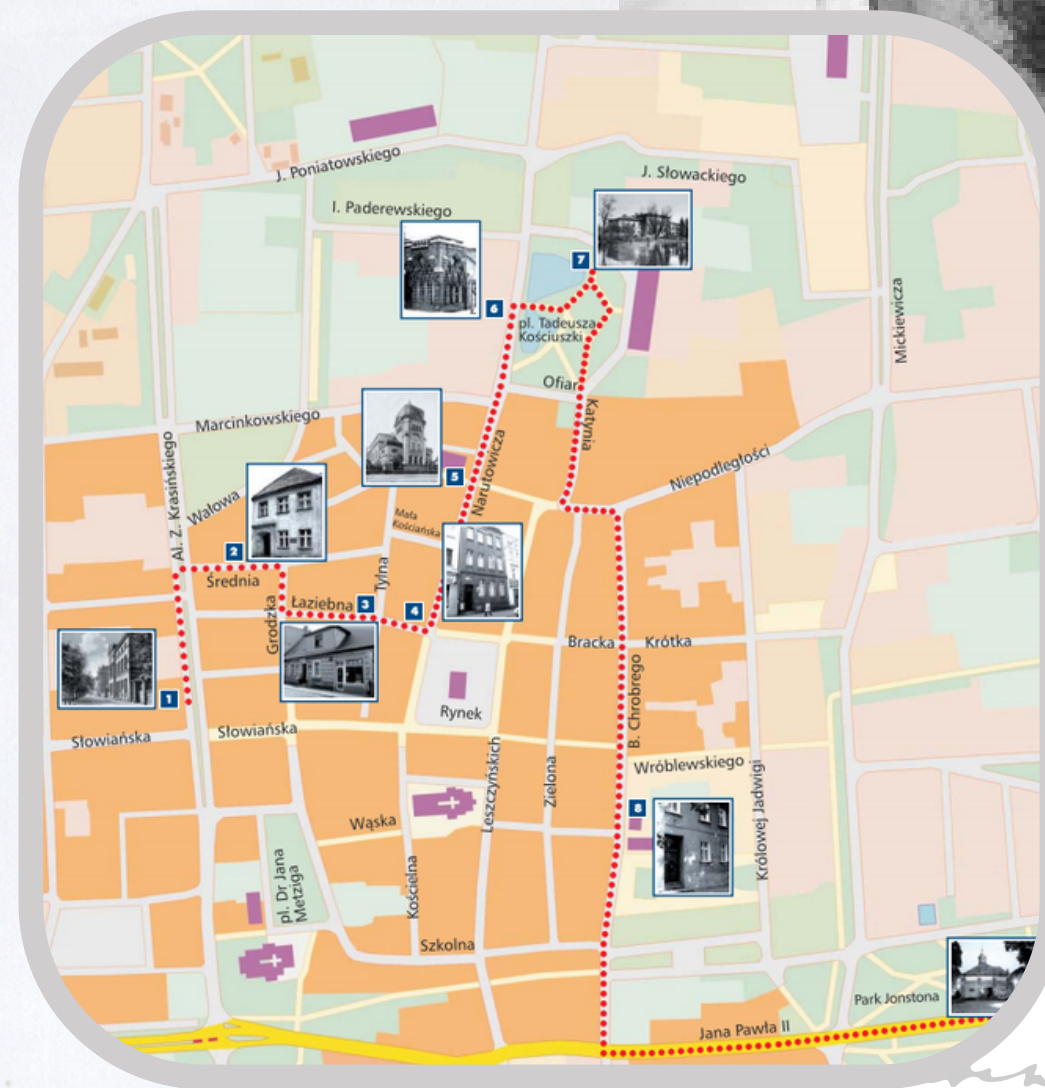 J. Poniatowskiego
J. Słowackiego
I. Paderewskiego
7
6
pl. Tadeusza
Kościuszki
Mickiewicza
Ofiar
Katynia
Marcinkowskiego
Al. Z. Krasińskiego
Narutowicza
5
Niepodległości
Wałowa
Mała
Kościańska
2
Średnia
Tylna
Łaziebna
3
4
Grodzka
Bracka
Krótka
1
Rynek
B. Chrobrego
Słowiańska
Słowiańska
Leszczyńskich
Zielona
Wróblewskiego
Królowej Jadwigi
8
Wąska
pl. Dr Jana
Metziga
Kościelna
Szkolna
Park Jonstona
Jana Pawła II